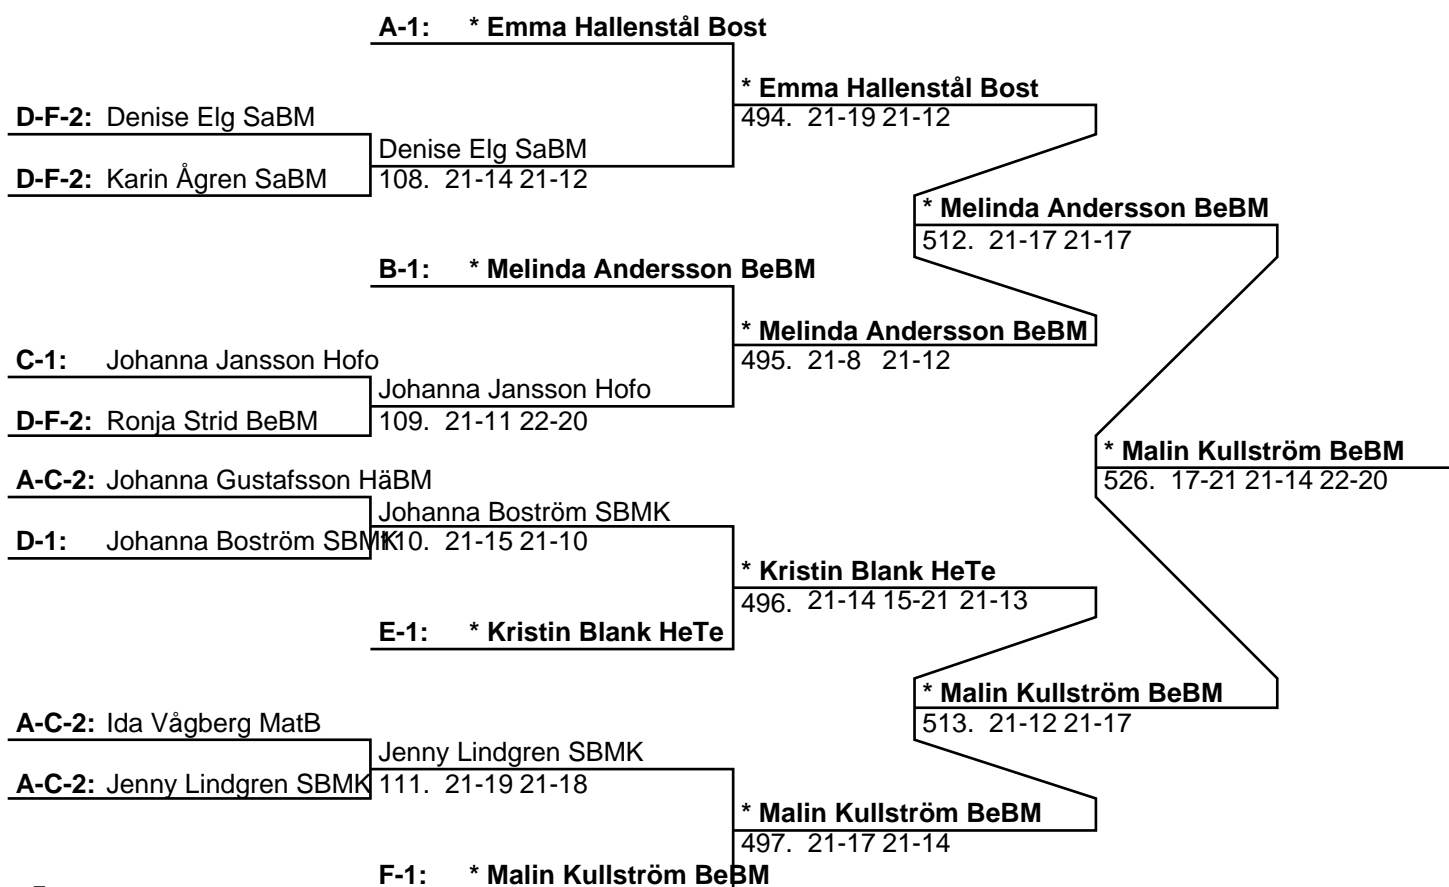 A-1: * Emma Hallenstål Bost
* Emma Hallenstål Bost
494. 21-19 21-12
D-F-2: Denise Elg SaBM
Denise Elg SaBM
108. 21-14 21-12
D-F-2: Karin Ågren SaBM
* Melinda Andersson BeBM
512. 21-17 21-17
B-1: * Melinda Andersson BeBM
* Melinda Andersson BeBM
495. 21-8 21-12
C-1: Johanna Jansson Hofo
Johanna Jansson Hofo
109. 21-11 22-20
D-F-2: Ronja Strid BeBM
* Malin Kullström BeBM
526. 17-21 21-14 22-20
A-C-2: Johanna Gustafsson HäBM
Johanna Boström SBMK
110. 21-15 21-10
D-1: Johanna Boström SBMK
* Kristin Blank HeTe
496. 21-14 15-21 21-13
E-1: * Kristin Blank HeTe
* Malin Kullström BeBM
513. 21-12 21-17
A-C-2: Ida Vågberg MatB
Jenny Lindgren SBMK
111. 21-19 21-18
A-C-2: Jenny Lindgren SBMK
* Malin Kullström BeBM
497. 21-17 21-14
F-1: * Malin Kullström BeBM